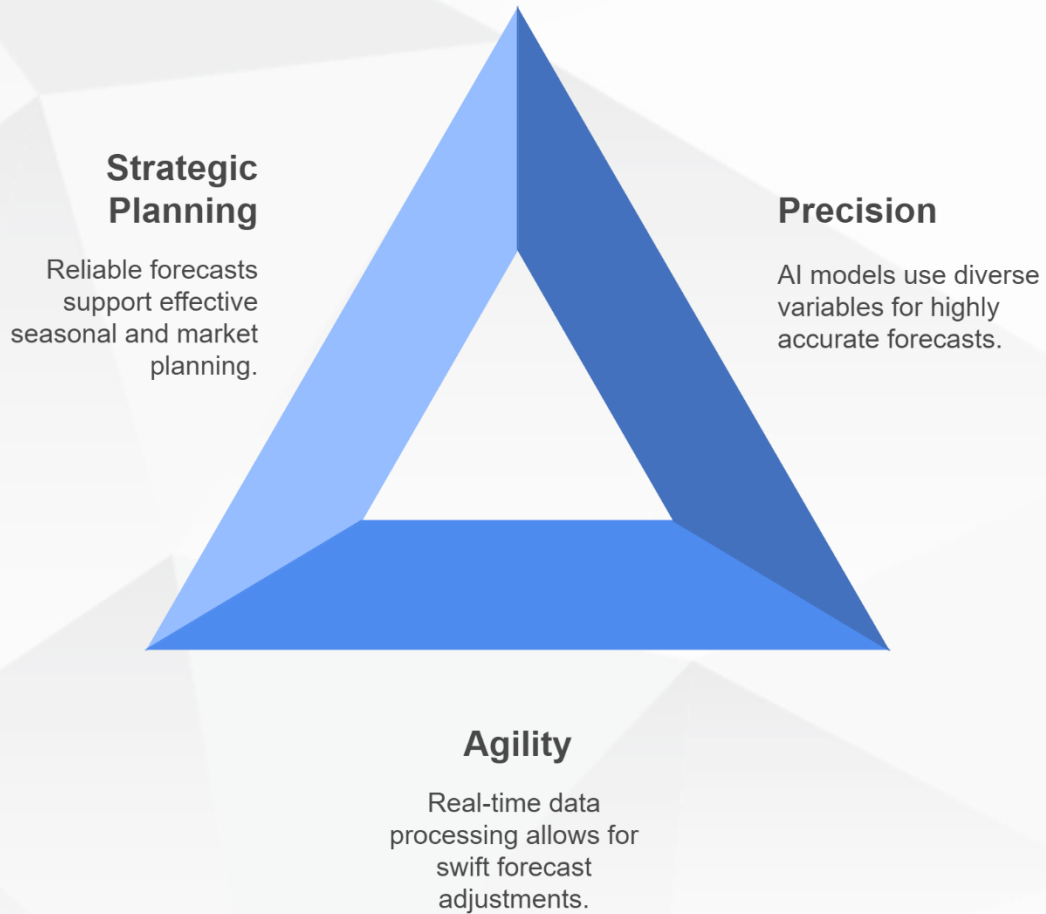 Strategic
Planning
Reliable forecasts
support effective
seasonal and market
planning.
Precision
AI models use diverse
variables for highly
accurate forecasts.
Agility
Real-time data
processing allows for
swift forecast
adjustments.